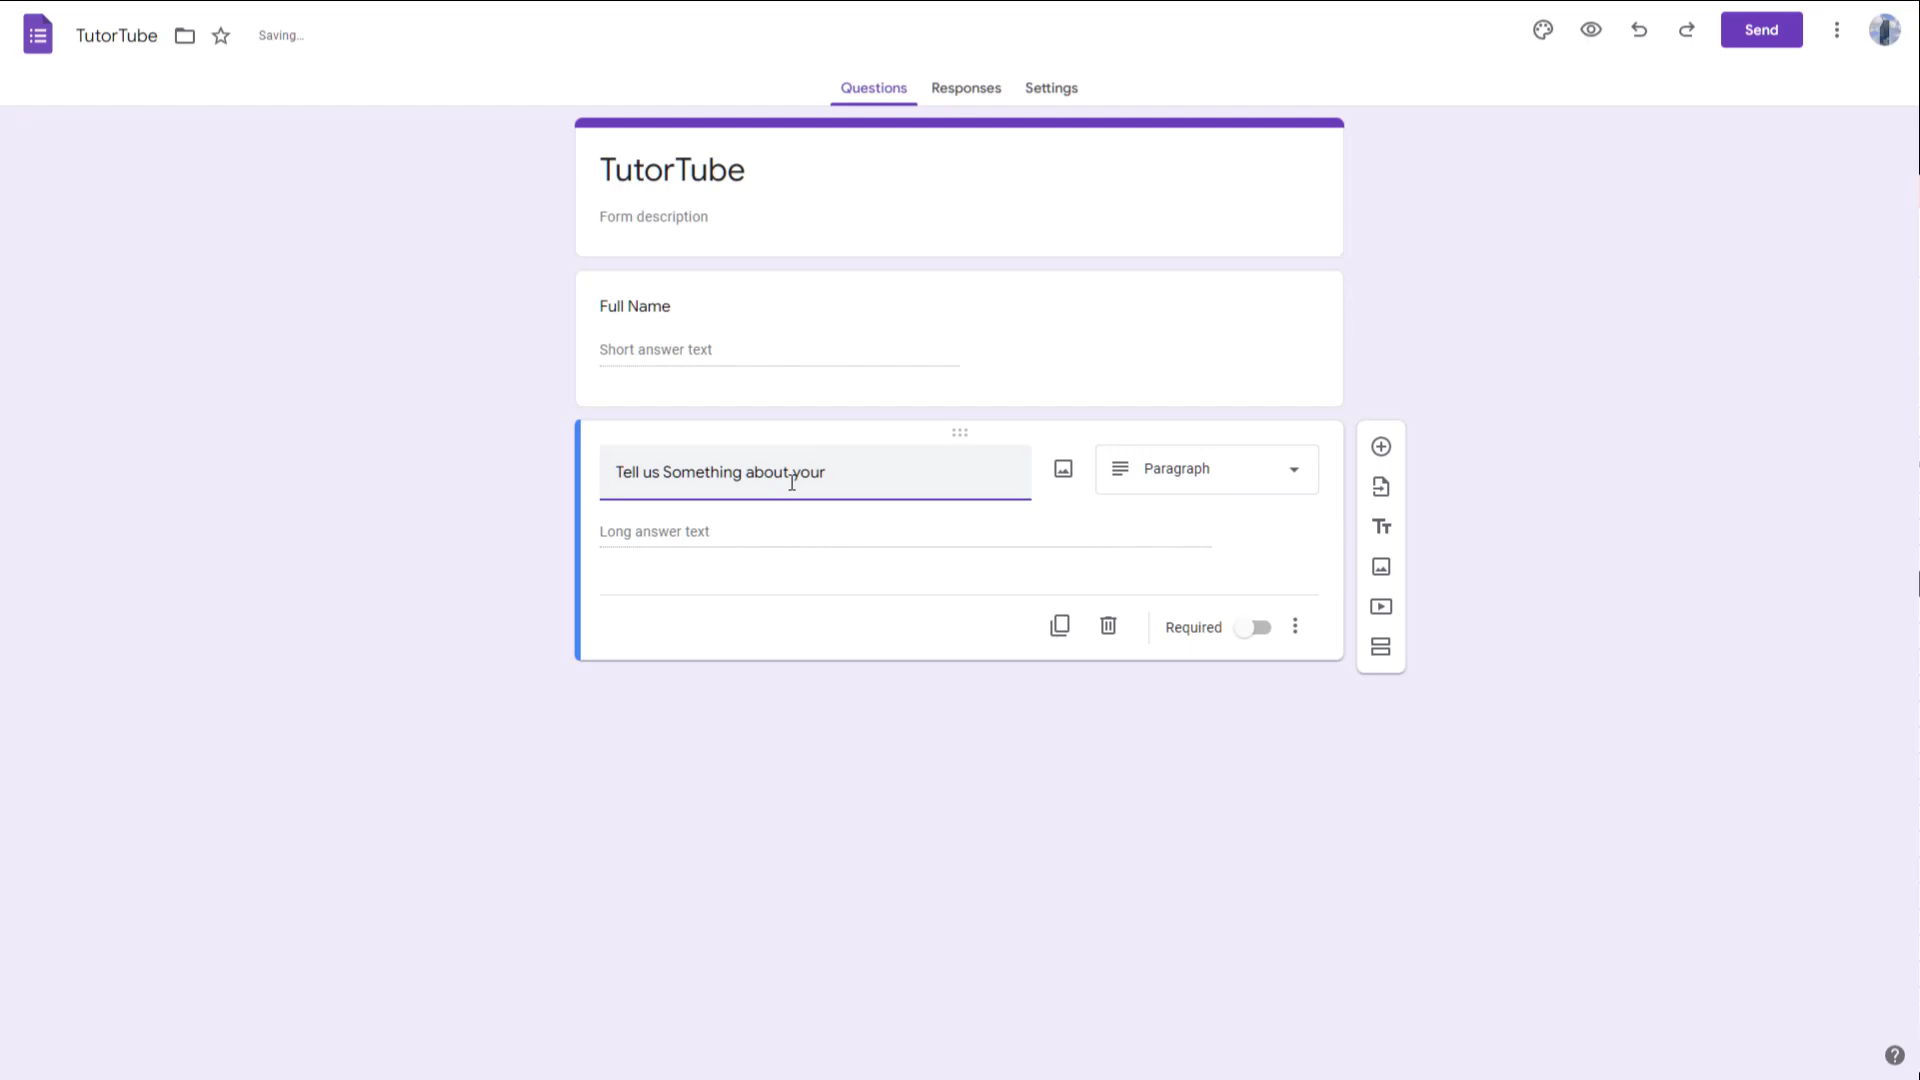 TutorTube
Saving...
Send
Questions
Responses
Settings
TutorTube
Form description
Full Name
Short answer text
Tell us Something about your
Paragraph
Long answer text
Required